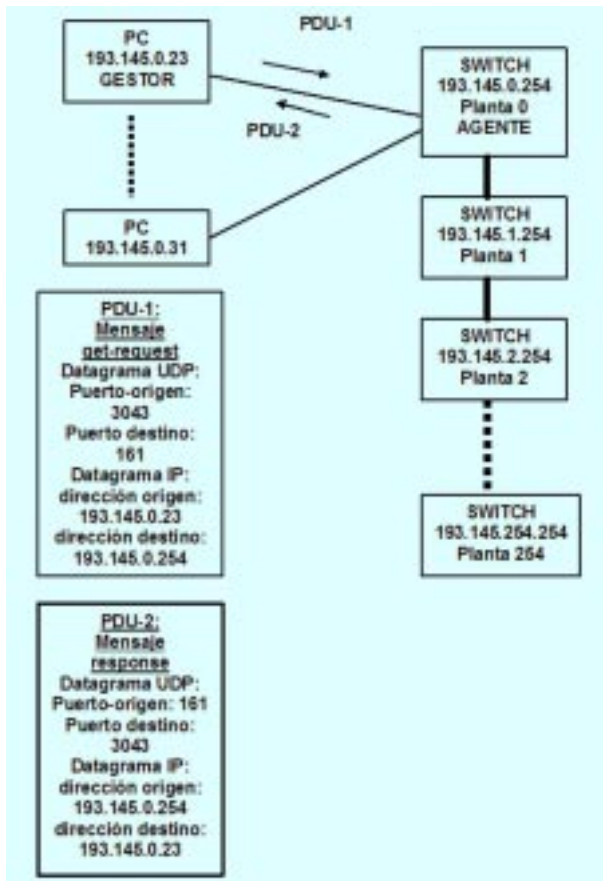 PC
193.145.0.23
GESTOR
PDU-1
PDU-2
SWITCH
193.145.0.254
Planta 0
AGENTE
PC
193.145.0.31
SWITCH
193.145.1.254
Planta 1
SWITCH
193.145.2.254
Planta 2
SWITCH
193.145.254.254
Planta 254
PDU-1:
Mensaje
get-request
Datagrama UDP:
Puerto-origen:
3043
Puerto destino:
161
Datagrama IP:
dirección origen:
193.145.0.23
dirección destino:
193.145.0.254
PDU-2:
Mensaje
response
Datagrama UDP:
Puerto-origen: 161
Puerto destino:
3043
Datagrama IP:
dirección origen:
193.145.0.254
dirección destino:
193.145.0.23